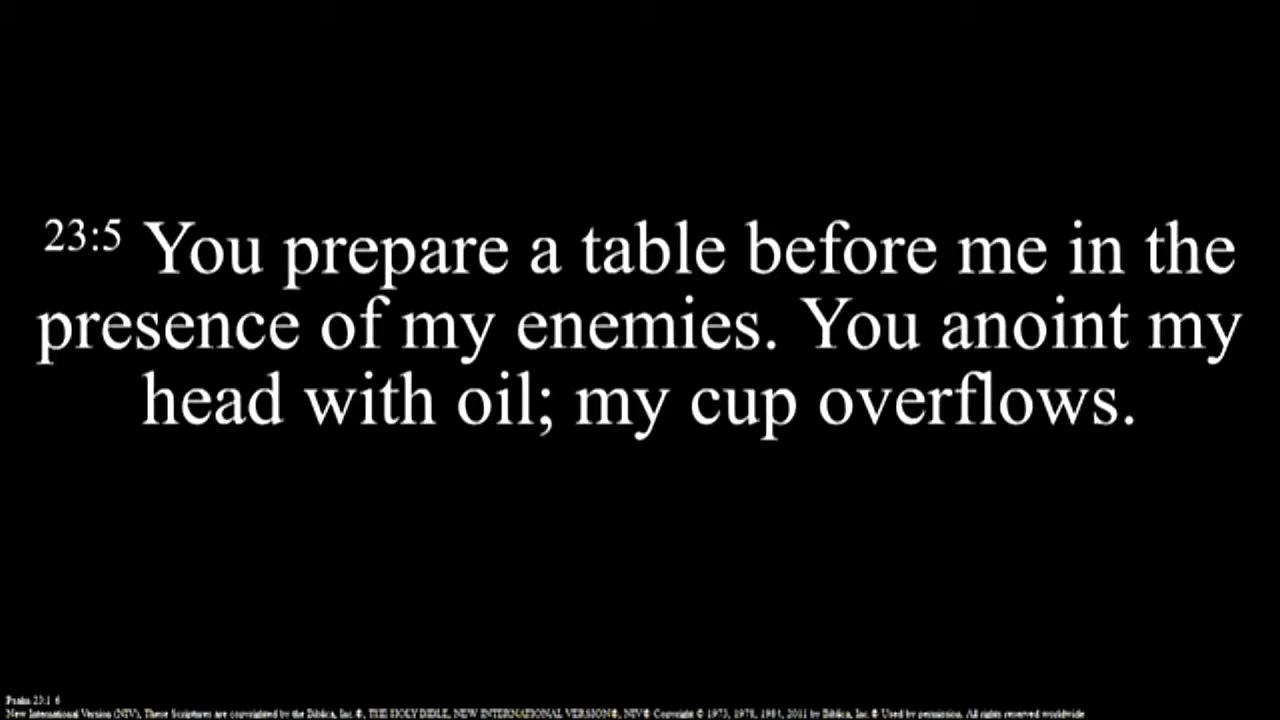 23:5 You prepare a table before me in the
presence of my enemies. You anoint my
head with oil; my cup overflows.
Psalm 23:1-6
New International Version (NIV), These Scriptures are copyrighted by the Biblica, Inc.®, THE HOLY BIBLE, NEW INTERNATIONAL VERSION®, NIV® Copyright © 1973, 1978, 1984, 2011 by Biblica, Inc.® Used by permission. All rights reserved worldwide